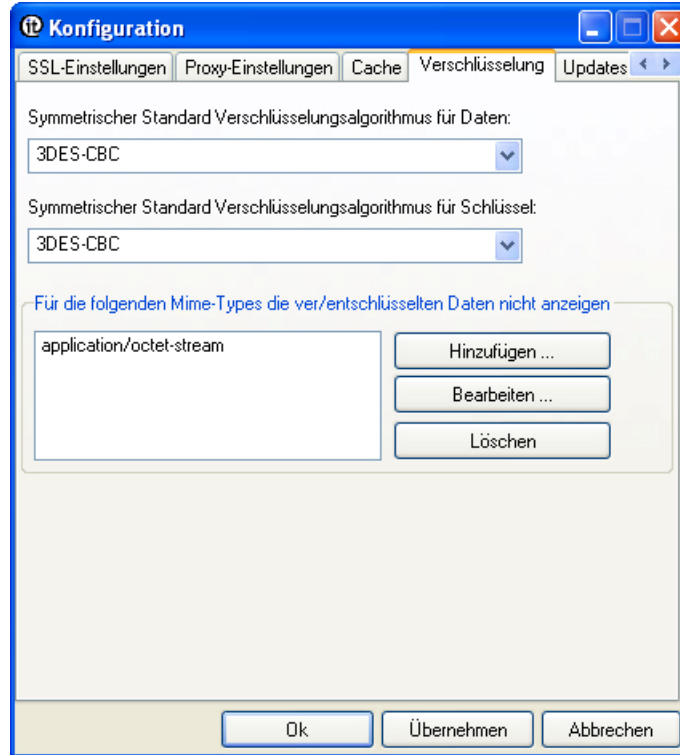 Konfiguration
SSL-Einstellungen Proxy-Einstellungen Cache Verschlüsselung Updates
Symmetrischer Standard Verschlüsselungsalgorithmus für Daten:
3DES-CBC
Symmetrischer Standard Verschlüsselungsalgorithmus für Schlüssel:
3DES-CBC
Für die folgenden Mime-Types die ver/entschlüsselten Daten nicht anzeigen
application/octet-stream
Hinzufügen ...
Bearbeiten ...
Löschen
Ok Übernehmen Abbrechen